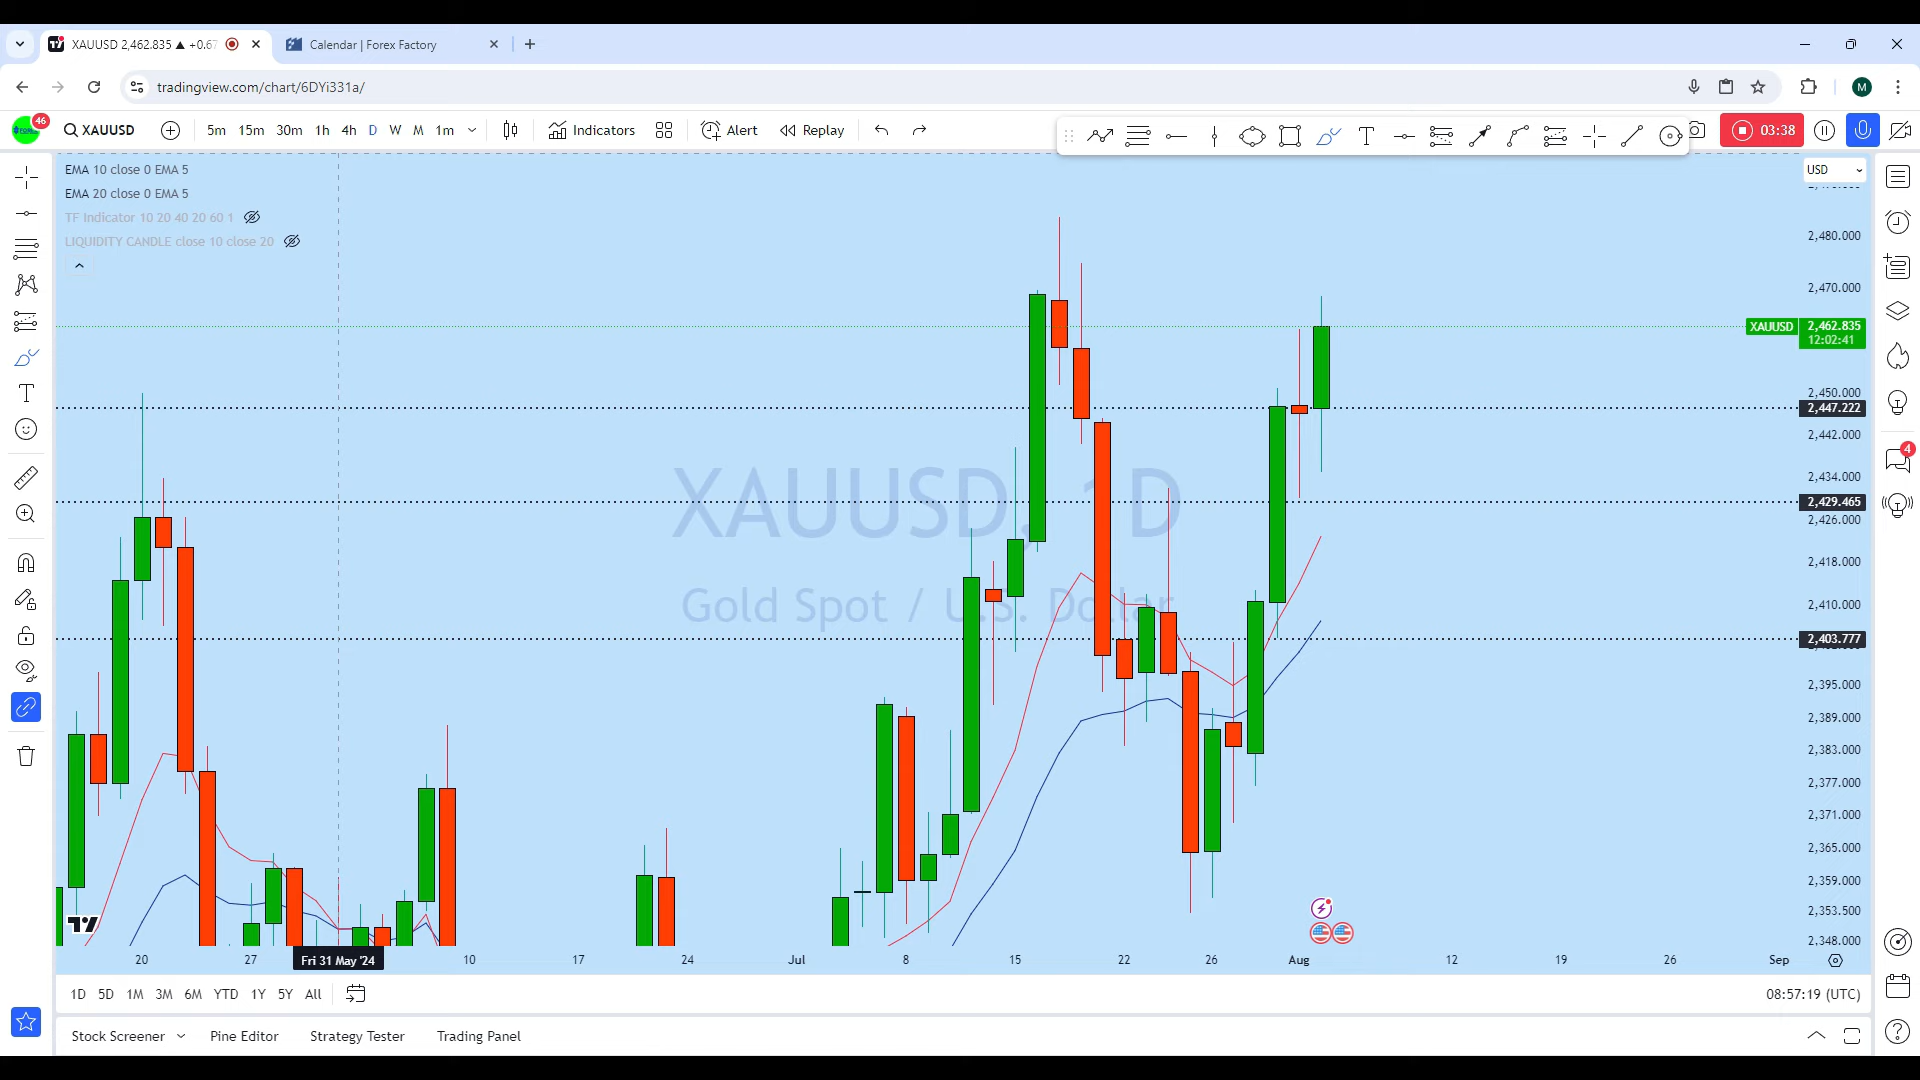 XAUUSD 2,462.835 ▲ +0.67
Calendar | Forex Factory
tradingview.com/chart/6DYi331a/
M
46
XAUUSD
5m 15m 30m 1h 4h D W M 1m
Indicators
Alert
Replay
03:38
EMA 10 close 0 EMA 5
EMA 20 close 0 EMA 5
TF Indicator 10 20 40 20 60 1
LIQUIDITY CANDLE close 10 close 20
USD
2,480.000
2,470.000
XAUUSD 2,462.835
12:02:41
2,450.000
2,447.222
2,442.000
2,434.000
2,429.465
2,426.000
2,418.000
2,410.000
2,403.777
2,395.000
2,389.000
2,383.000
2,377.000
2,371.000
2,365.000
2,359.000
2,353.500
2,348.000
4
XAUUSD, 1D
Gold Spot / U.S. Dollar
20 27 Fri 31 May '24 10 17 24 Jul 8 15 22 26 Aug 12 19 26 Sep
1D 5D 1M 3M 6M YTD 1Y 5Y All
08:57:19 (UTC)
Stock Screener Pine Editor Strategy Tester Trading Panel